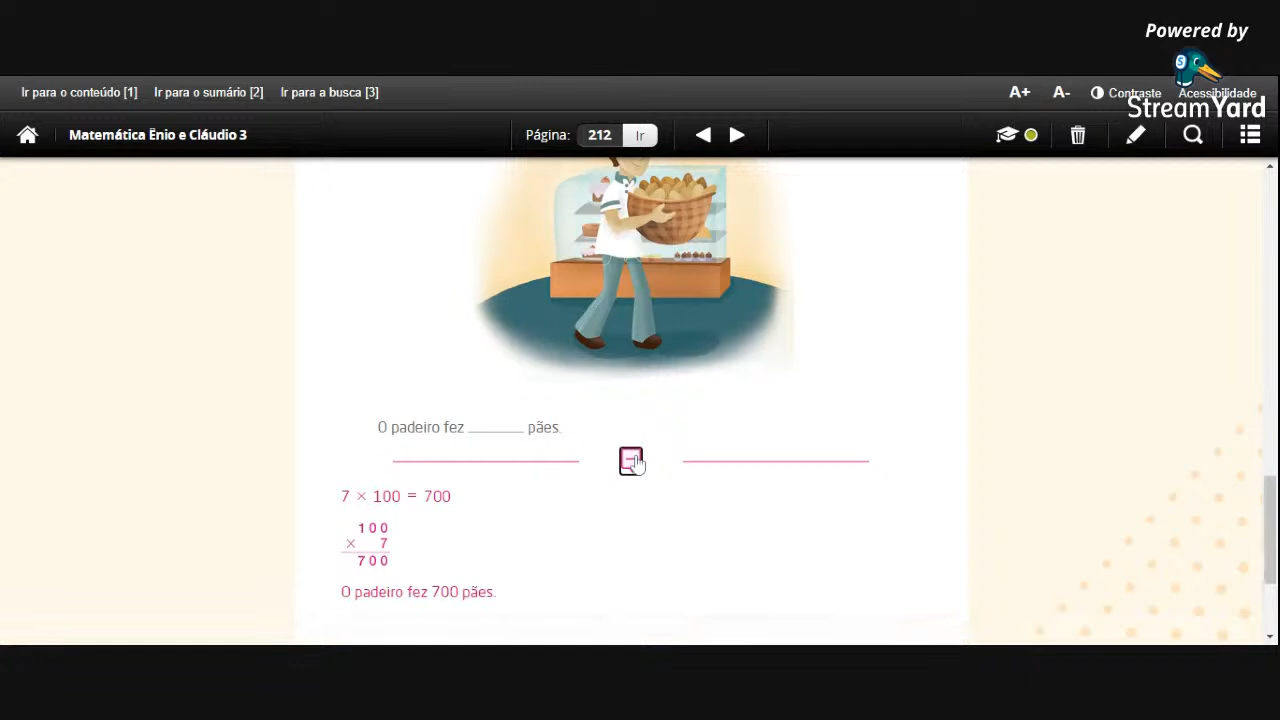 Powered by
StreamYard
Ir para o conteúdo [1] Ir para o sumário [2] Ir para a busca [3] A+ A- Contraste Acessibilidade
Matemática Ênio e Cláudio 3 Página: 212 Ir
O padeiro fez ________ pães.
7 × 100 = 700
100
× 7
700
O padeiro fez 700 pães.